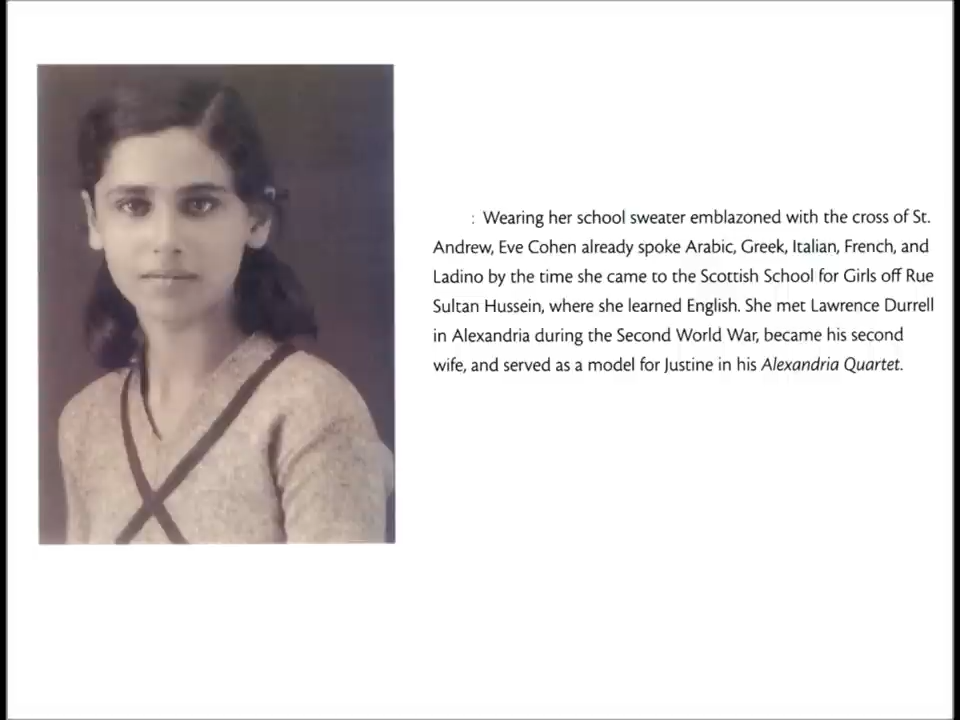 : Wearing her school sweater emblazoned with the cross of St.
Andrew, Eve Cohen already spoke Arabic, Greek, Italian, French, and
Ladino by the time she came to the Scottish School for Girls off Rue
Sultan Hussein, where she learned English. She met Lawrence Durrell
in Alexandria during the Second World War, became his second
wife, and served as a model for Justine in his Alexandria Quartet.